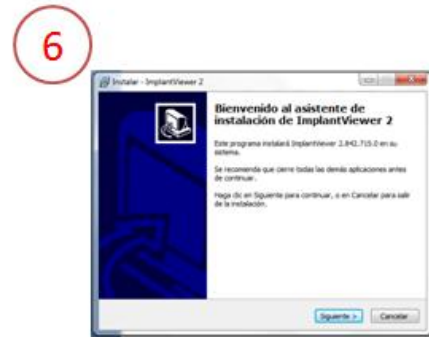 6
Instalar - ImplantViewer 2
Bienvenido al asistente de
instalación de ImplantViewer 2
Este programa instalará ImplantViewer 2.842.715.0 en su
sistema.
Se recomienda que cierre todas las demás aplicaciones antes
de continuar.
Haga clic en Siguiente para continuar, o en Cancelar para salir
de la instalación.
Siguiente > Cancelar